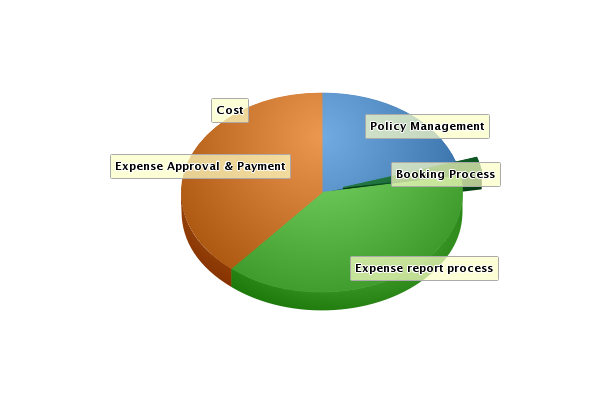 Cost
Policy Management
Expense Approval & Payment
Booking Process
Expense report process